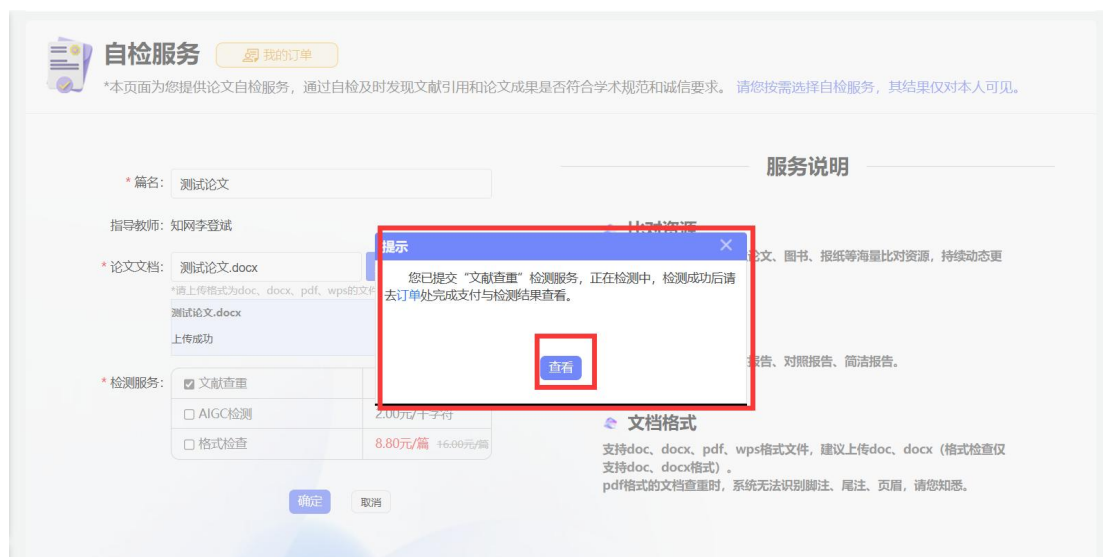 自检服务
我的订单
*本页面为您提供论文自检服务，通过自检及时发现文献引用和论文成果是否符合学术规范和诚信要求。 请您按需选择自检服务，其结果仅对本人可见。
* 篇名: 测试论文
指导教师: 知网李登斌
* 论文文档: 测试论文.docx
*请上传格式为doc、docx、pdf、wps的文件
测试论文.docx
上传成功
* 检测服务: 文献查重
AIGC检测 2.00元/千字符
格式检查 8.80元/篇 16.00元/篇
确定 取消
提示
您已提交“文献查重”检测服务，正在检测中，检测成功后请
去订单处完成支付与检测结果查看。
查看
服务说明
比对资源
论文、图书、报纸等海量比对资源，持续动态更
报告、对照报告、简洁报告。
文档格式
支持doc、docx、pdf、wps格式文件，建议上传doc、docx（格式检查仅
支持doc、docx格式）。
pdf格式的文档查重时，系统无法识别脚注、尾注、页眉，请您知悉。